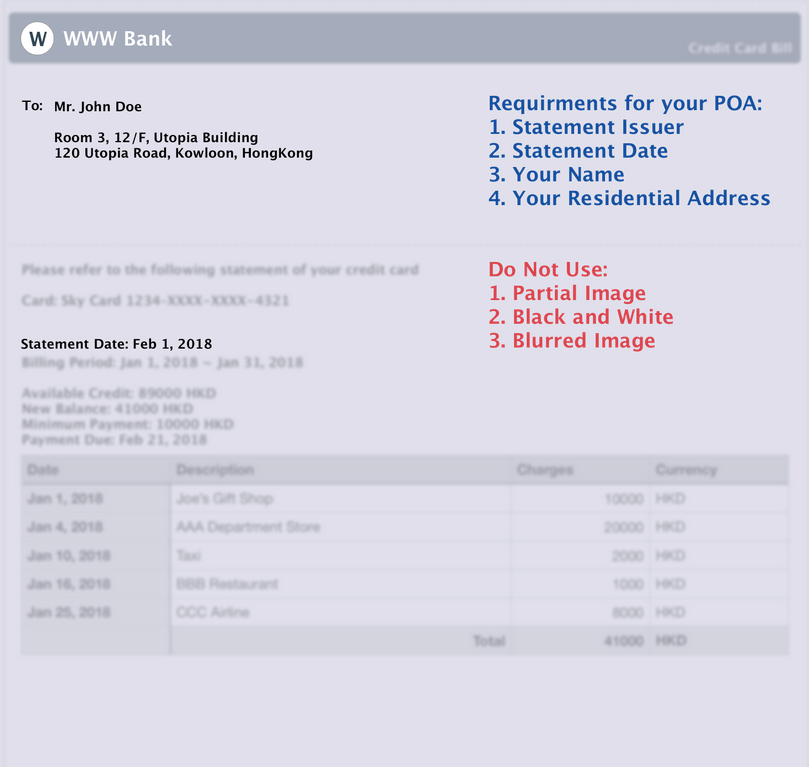 W WWW Bank
Credit Card Bill
To: Mr. John Doe
Room 3, 12/F, Utopia Building
120 Utopia Road, Kowloon, HongKong
Requirments for your POA:
1. Statement Issuer
2. Statement Date
3. Your Name
4. Your Residential Address
Please refer to the following statement of your credit card
Card: Sky Card 1234-XXXX-XXXX-4321
Do Not Use:
1. Partial Image
2. Black and White
3. Blurred Image
Statement Date: Feb 1, 2018
Billing Period: Jan 1, 2018 ~ Jan 31, 2018
Available Credit: 89000 HKD
New Balance: 41000 HKD
Minimum Payment: 10000 HKD
Payment Due: Feb 21, 2018
Date Description Charges Currency
Jan 1, 2018 Joe's Gift Shop 10000 HKD
Jan 4, 2018 AAA Department Store 20000 HKD
Jan 10, 2018 Taxi 2000 HKD
Jan 16, 2018 BBB Restaurant 1000 HKD
Jan 25, 2018 CCC Airline 8000 HKD
Total 41000 HKD